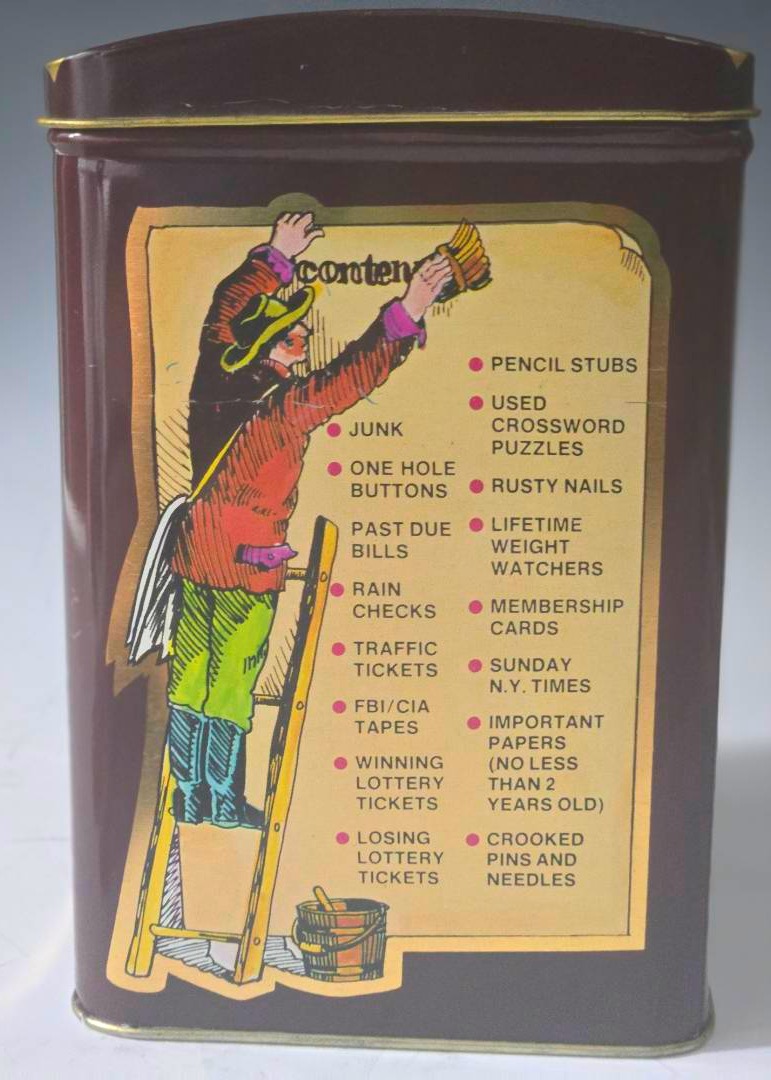 conten
JUNK
ONE HOLE
BUTTONS
PAST DUE
BILLS
RAIN
CHECKS
TRAFFIC
TICKETS
FBI/CIA
TAPES
WINNING
LOTTERY
TICKETS
LOSING
LOTTERY
TICKETS
PENCIL STUBS
USED
CROSSWORD
PUZZLES
RUSTY NAILS
LIFETIME
WEIGHT
WATCHERS
MEMBERSHIP
CARDS
SUNDAY
N.Y. TIMES
IMPORTANT
PAPERS
(NO LESS
THAN 2
YEARS OLD)
CROOKED
PINS AND
NEEDLES